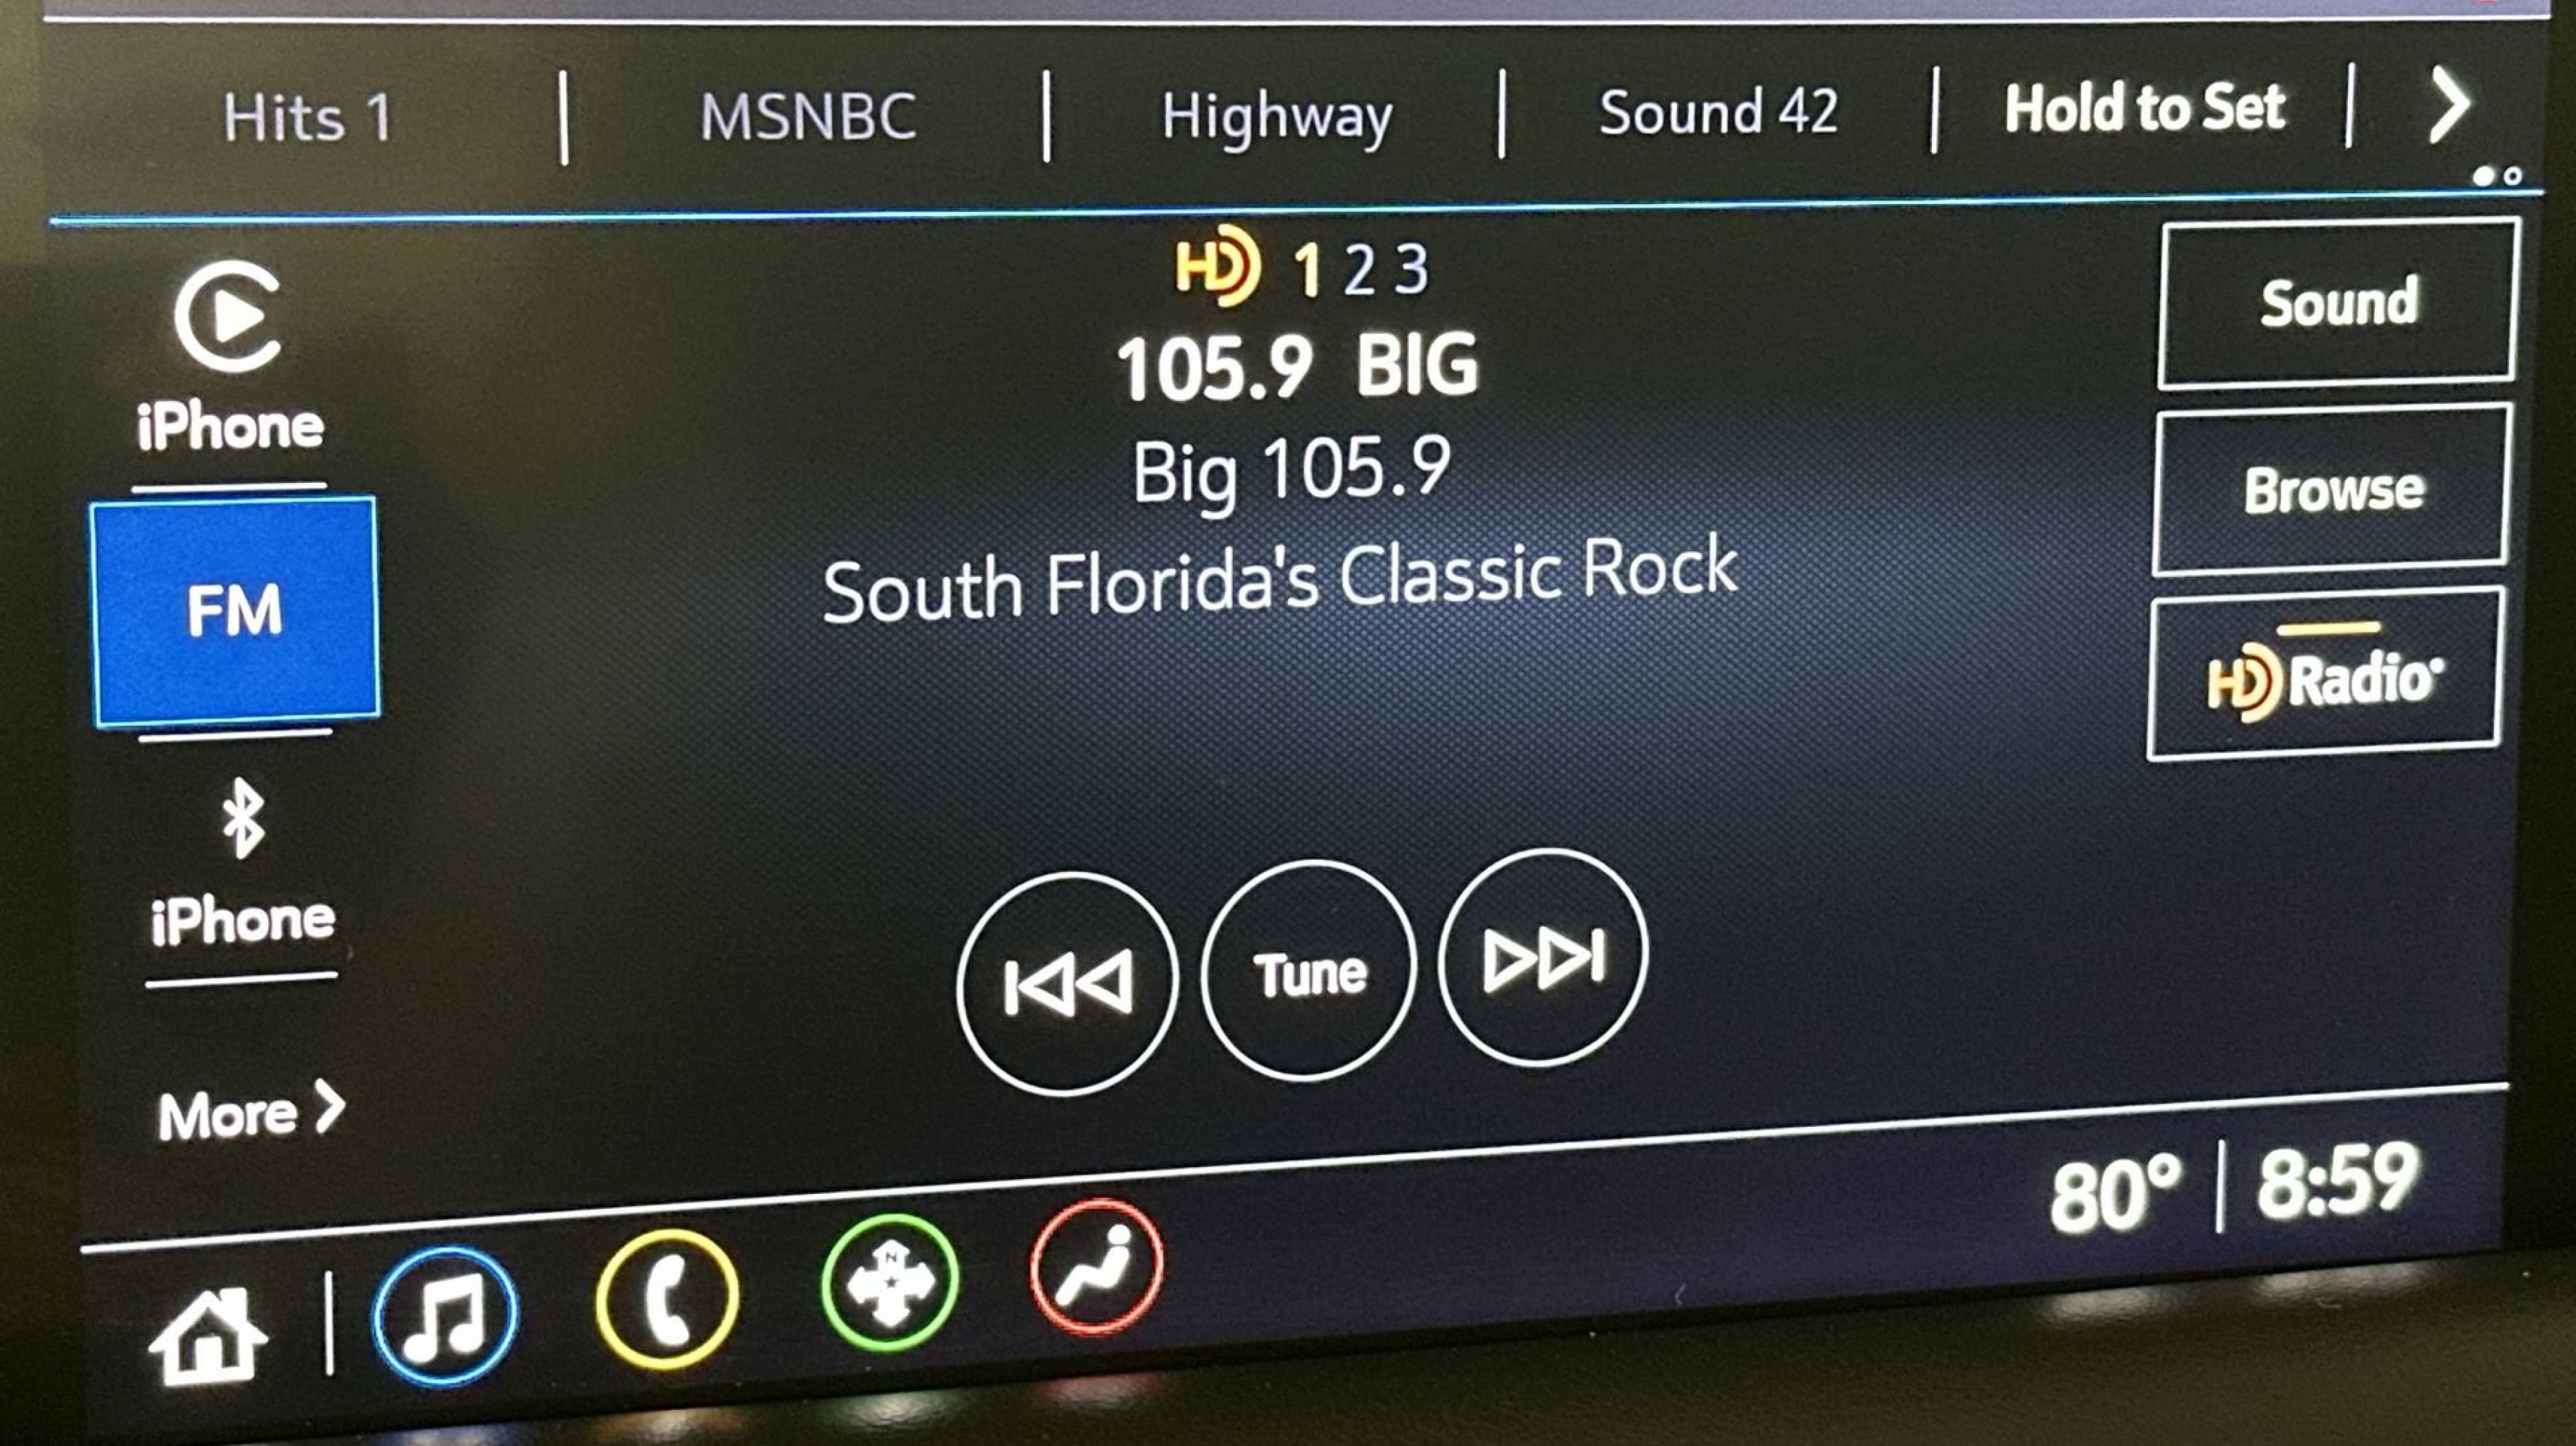 Hits 1 | MSNBC | Highway | Sound 42 | Hold to Set |
HD 1 2 3
105.9 BIG
Big 105.9
South Florida's Classic Rock
iPhone
FM
iPhone
More
Sound
Browse
HD Radio
Tune
80° | 8:59
N